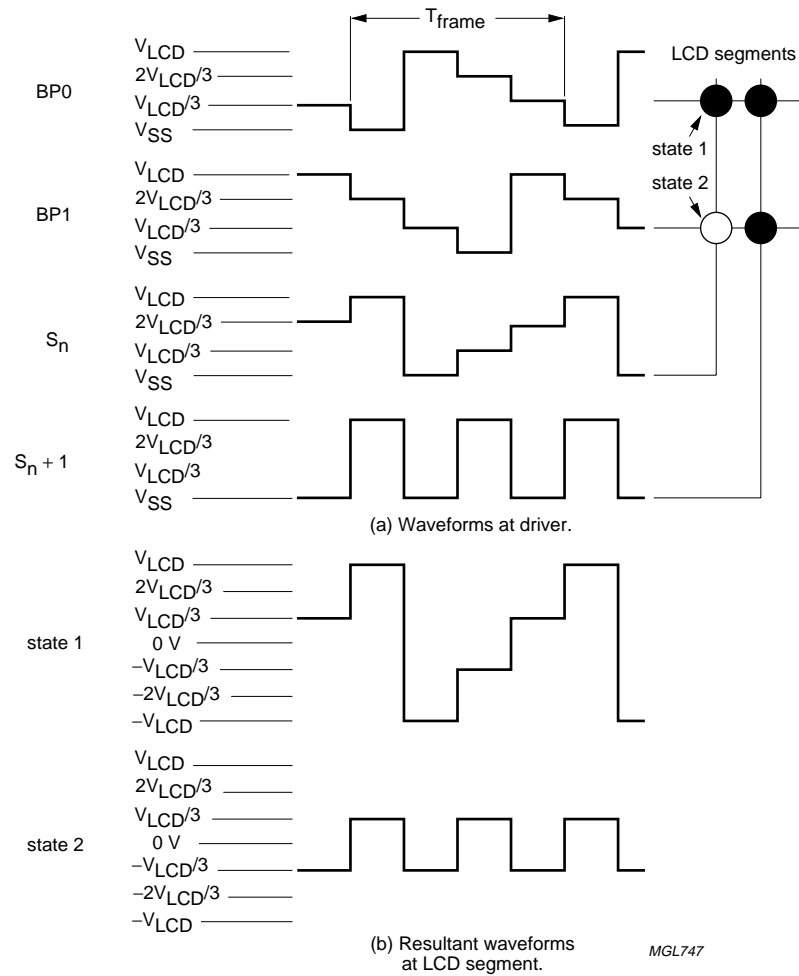 T_frame
V_LCD
2V_LCD/3
V_LCD/3
V_SS
BP0
LCD segments
state 1
state 2
V_LCD
2V_LCD/3
V_LCD/3
V_SS
BP1
V_LCD
2V_LCD/3
V_LCD/3
V_SS
S_n
V_LCD
2V_LCD/3
V_LCD/3
V_SS
S_n + 1
(a) Waveforms at driver.
V_LCD
2V_LCD/3
V_LCD/3
0 V
−V_LCD/3
−2V_LCD/3
−V_LCD
state 1
V_LCD
2V_LCD/3
V_LCD/3
0 V
−V_LCD/3
−2V_LCD/3
−V_LCD
state 2
(b) Resultant waveforms
at LCD segment.
MGL747